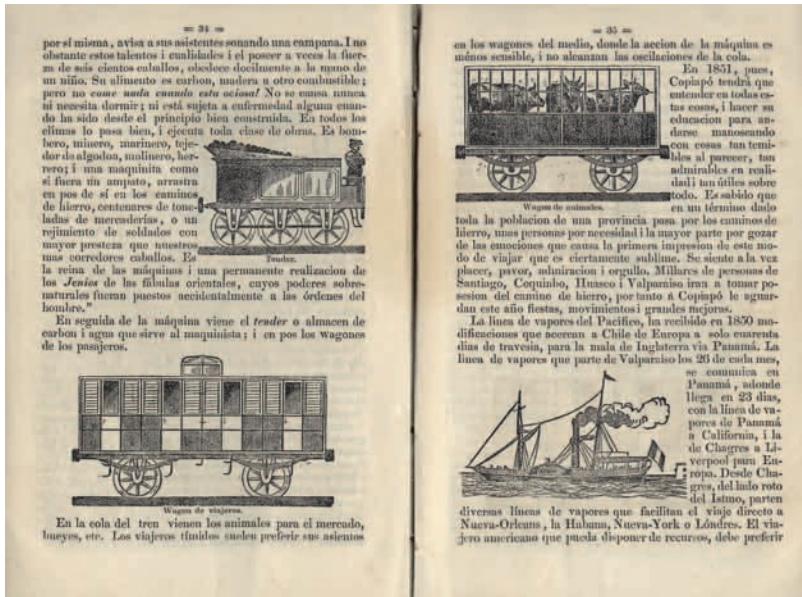 = 34 =
por sí misma, avisa a sus asistentes sonando una campana. I no
obstante estos talentos i cualidades i el poseer a veces la fuer-
za de seis cientos caballos, obedece docilmente a la mano de
un niño. Su alimento es carbon, madera u otro combustible;
pero no come nada cuando esta ociosa! No se cansa nunca
ni necesita dormir; ni está sujeta a enfermedad alguna cuan-
do ha sido desde el principio bien construida. En todos los
climas lo pasa bien, i ejecuta toda clase de obras. Es bom-
bero, minero, marinero, teje-
dor de algodon, molinero, her-
rero; i una maquinita como
si fuera un ampato, arrastra
en pos de sí en los caminos
de hierro, centenares de tone-
ladas de mercaderías, o un
rejimiento de soldados con
mayor presteza que nuestros
mas corredores caballos. Es
Tender.
la reina de las máquinas i una permanente realizacion de
los Jenios de las fábulas orientales, cuyos poderes sobre-
naturales fueran puestos accidentalmente a las órdenes del
hombre."
En seguida de la máquina viene el tender o almacen de
carbon i agua que sirve al maquinista; i en pos los wagones
de los pasajeros.
Wagon de viajeros.
En la cola del tren vienen los animales para el mercado,
bueyes, etc. Los viajeros tímidos suelen preferir sus asientos
= 35 =
en los wagones del medio, donde la accion de la máquina es
ménos sensible, i no alcanzan las oscilaciones de la cola.
En 1851, pues,
Copiapó tendrá que
entender en todas es-
tas cosas, i hacer su
educacion para an-
darse manoseando
con cosas tan temi-
bles al parecer, tan
admirables en reali-
dad i tan útiles sobre
todo. Es sabido que
en un término dado
Wagon de animales.
toda la poblacion de una provincia pasa por los caminos de
hierro, unas personas por necesidad i la mayor parte por gozar
de las emociones que causa la primera impresion de este mo-
do de viajar que es ciertamente sublime. Se siente a la vez
placer, pavor, admiracion i orgullo. Millares de personas de
Santiago, Coquimbo, Huasco i Valparaiso iran a tomar po-
sesion del camino de hierro, por tanto á Copiapó le aguar-
dan este año fiestas, movimientos i grandes mejoras.
La línea de vapores del Pacífico, ha recibido en 1850 mo-
dificaciones que acercan a Chile de Europa a solo cuarenta
dias de travesia, para la mala de Inglaterra via Panamá. La
línea de vapores que parte de Valparaiso los 26 de cada mes,
se comunica en
Panamá, adonde
llega en 23 dias,
con la línea de va-
pores de Panamá
a California, i la
de Chagres a Li-
verpool para Eu-
ropa. Desde Cha-
gres, del lado roto
del Istmo, parten
diversas líneas de vapores que facilitan el viaje directo a
Nueva-Orleans, la Habana, Nueva-York o Lóndres. El via-
jero americano que pueda disponer de recursos, debe preferir